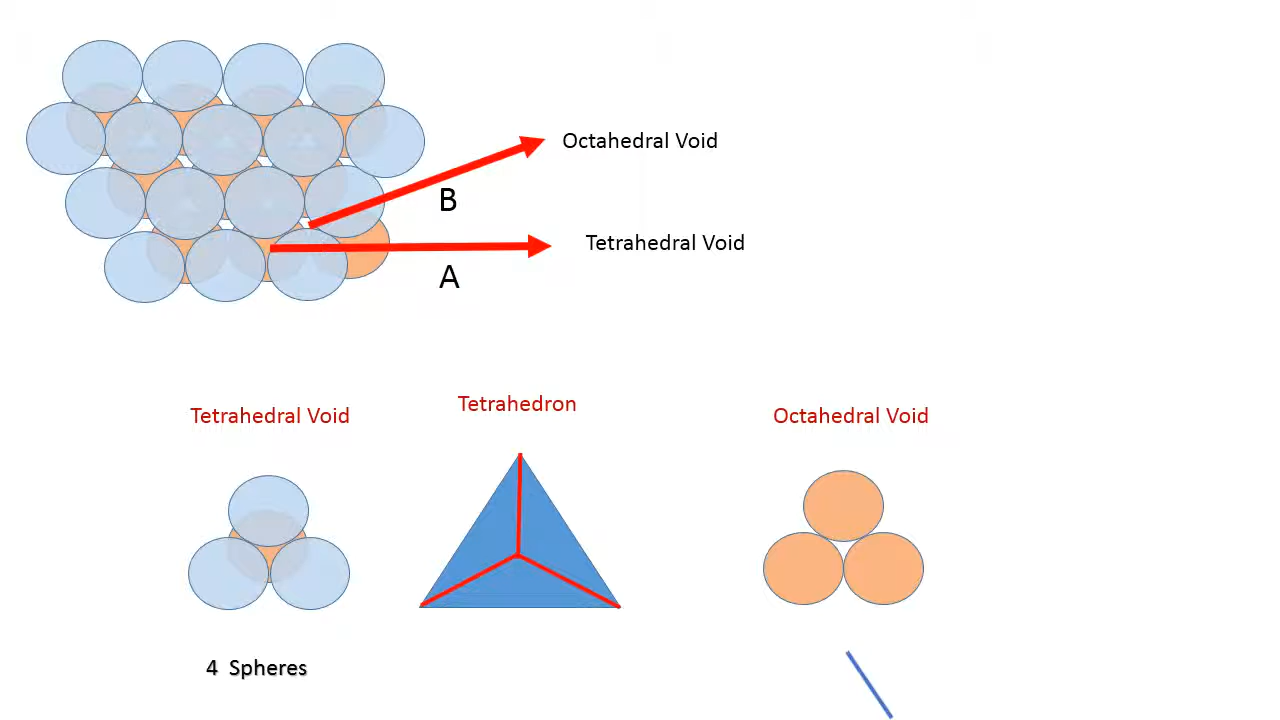 Octahedral Void
B
Tetrahedral Void
A
Tetrahedral Void
Tetrahedron
Octahedral Void
4 Spheres